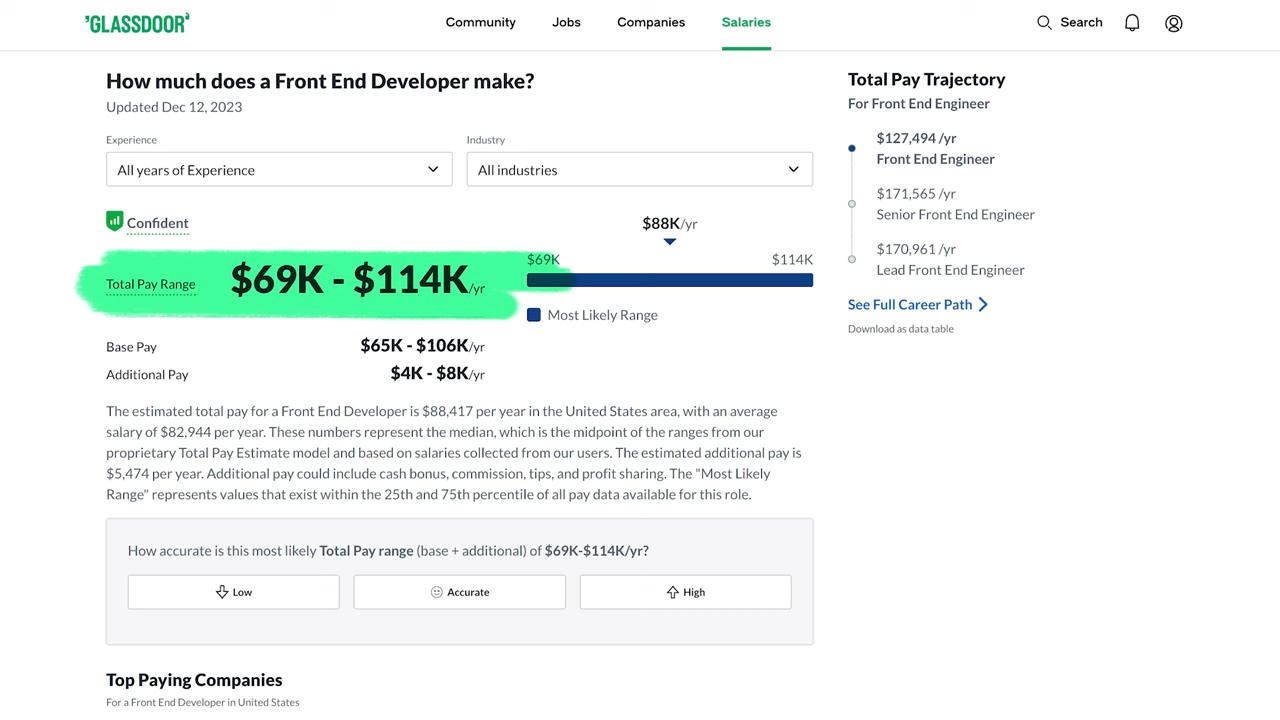 'GLASSDOOR'
Community
Jobs
Companies
Salaries
Search
How much does a Front End Developer make?
Updated Dec 12, 2023
Experience
All years of Experience
Industry
All industries
Confident
$88K/yr
Total Pay Range
$69K - $114K/yr
$69K
$114K
Most Likely Range
Base Pay
$65K - $106K/yr
Additional Pay
$4K - $8K/yr
The estimated total pay for a Front End Developer is $88,417 per year in the United States area, with an average
salary of $82,944 per year. These numbers represent the median, which is the midpoint of the ranges from our
proprietary Total Pay Estimate model and based on salaries collected from our users. The estimated additional pay is
$5,474 per year. Additional pay could include cash bonus, commission, tips, and profit sharing. The "Most Likely
Range" represents values that exist within the 25th and 75th percentile of all pay data available for this role.
How accurate is this most likely Total Pay range (base + additional) of $69K-$114K/yr?
Low
Accurate
High
Top Paying Companies
For a Front End Developer in United States
Total Pay Trajectory
For Front End Engineer
$127,494 /yr
Front End Engineer
$171,565 /yr
Senior Front End Engineer
$170,961 /yr
Lead Front End Engineer
See Full Career Path
Download as data table